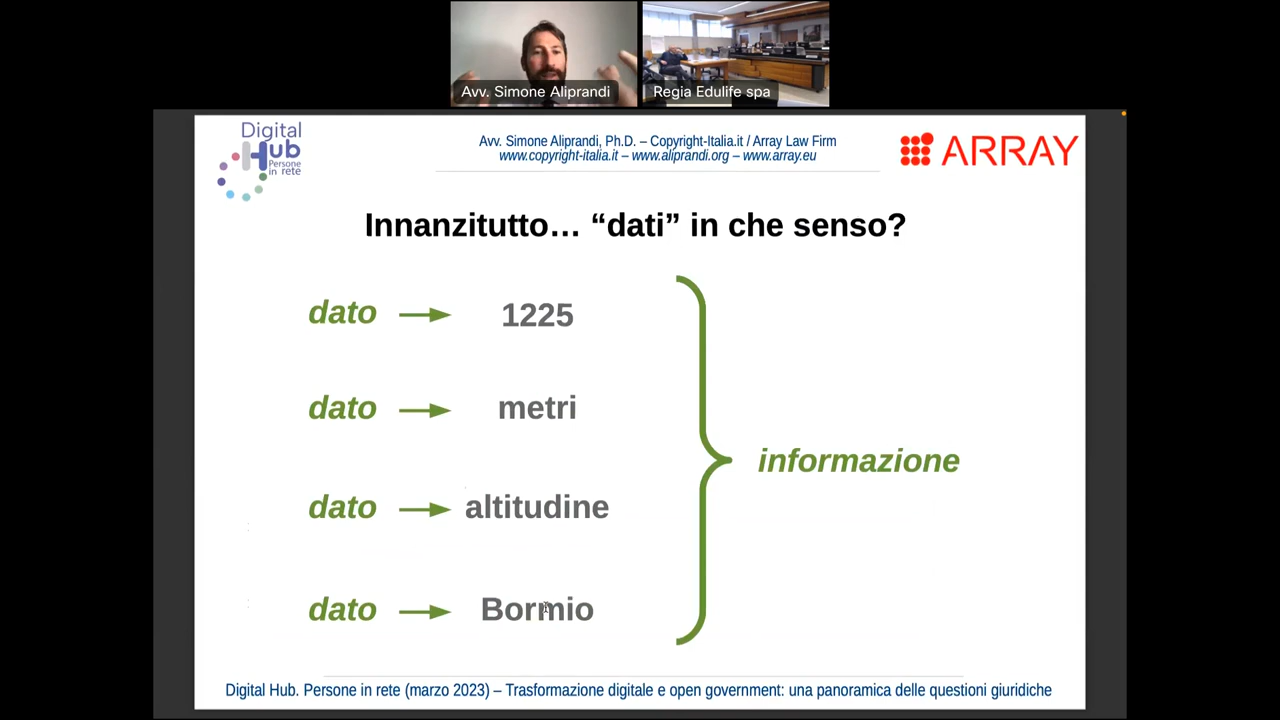 Avv. Simone Aliprandi
Regia Edulife spa
Digital
Hub
Persone
in rete
Avv. Simone Aliprandi, Ph.D. – Copyright-Italia.it / Array Law Firm
www.copyright-italia.it – www.aliprandi.org – www.array.eu
ARRAY
Innanzitutto… “dati” in che senso?
dato 1225
dato metri
informazione
dato altitudine
dato Bormio
Digital Hub. Persone in rete (marzo 2023) – Trasformazione digitale e open government: una panoramica delle questioni giuridiche